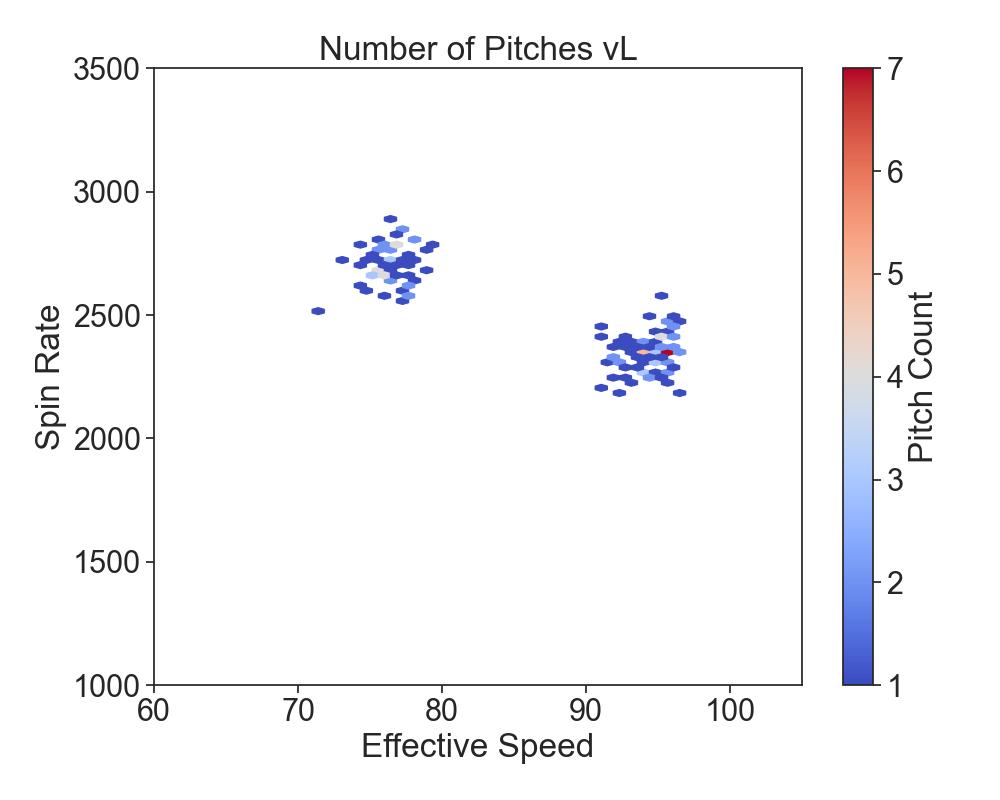 Number of Pitches vL
3500
3000
2500
2000
1500
1000
Spin Rate
60 70 80 90 100
Effective Speed
7
6
5
4
3
2
1
Pitch Count